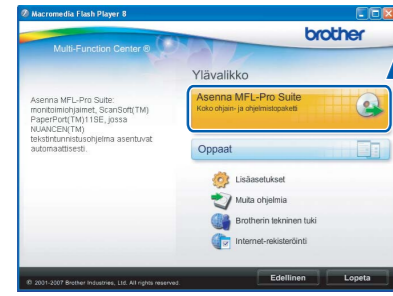 Macromedia Flash Player 8
Multi-Function Center ®
brother
Ylävalikko
Asenna MFL-Pro Suite:
monitoimiohjaimet, ScanSoft(TM)
PaperPort(TM)11SE, jossa
NUANCEN(TM)
tekstintunnistusohjelma asentuvat
automaattisesti.
Asenna MFL-Pro Suite
Koko ohjain- ja ohjelmistopaketti
Oppaat
Lisäasetukset
Muita ohjelmia
Brotherin tekninen tuki
Internet-rekisteröinti
© 2001-2007 Brother Industries, Ltd. All rights reserved.
Edellinen
Lopeta